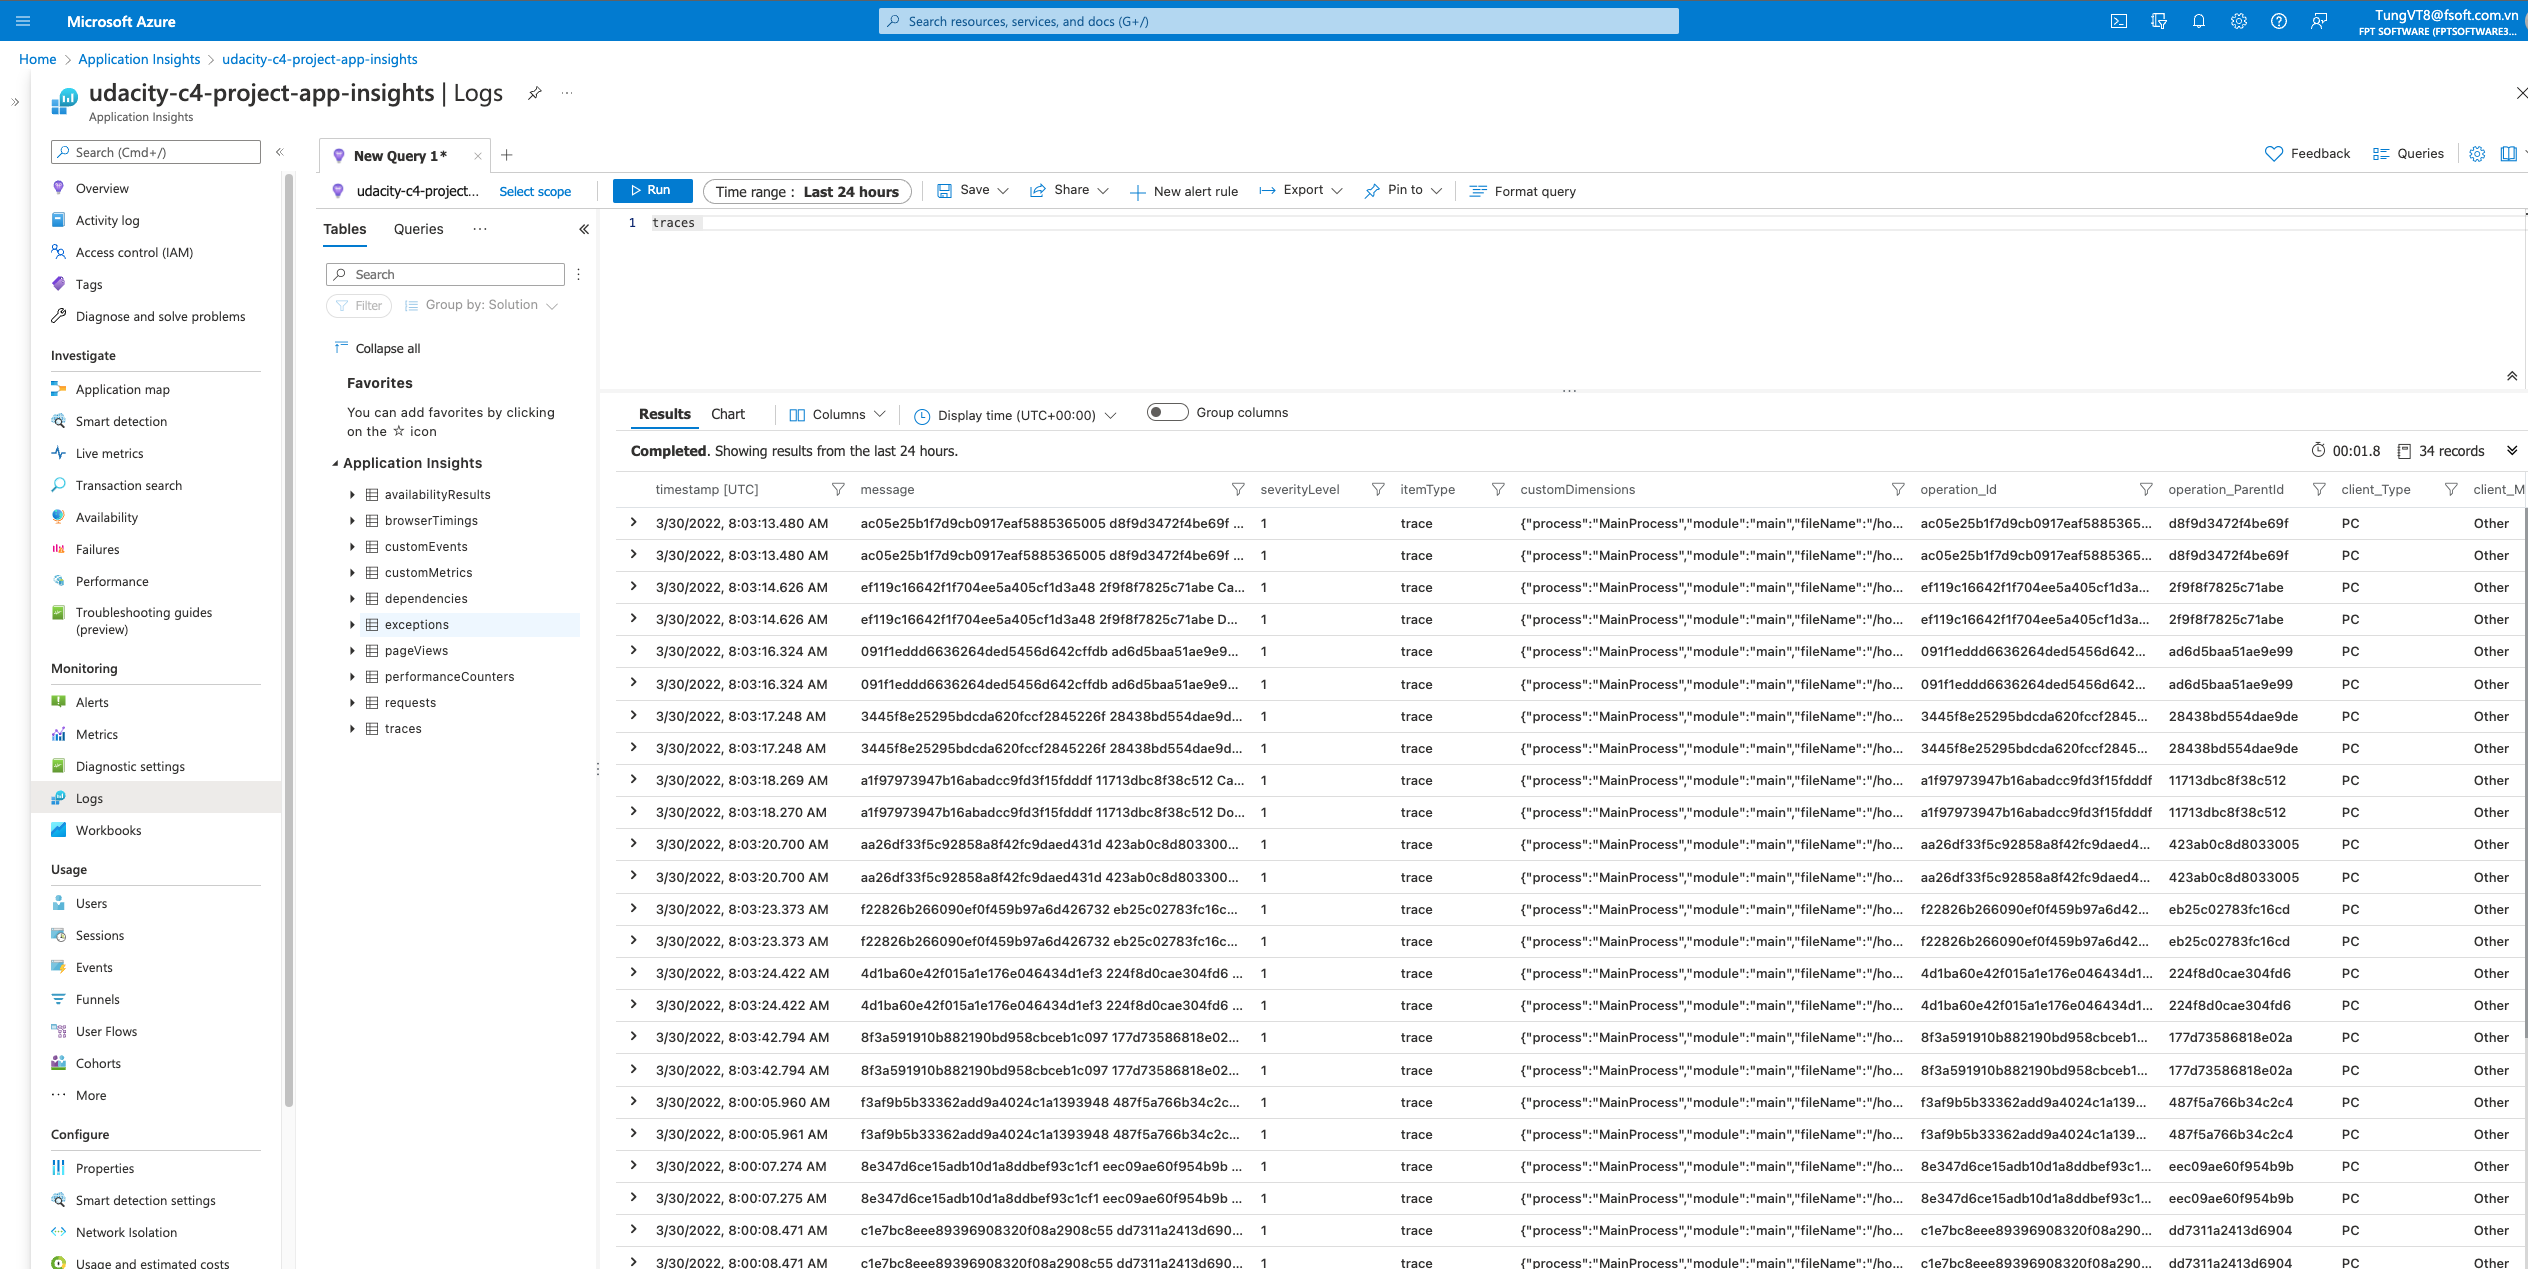 Microsoft Azure
Search resources, services, and docs (G+/)
TungVT8@fsoft.com.vn
FPT SOFTWARE (FPTSOFTWARE3...
Home > Application Insights > udacity-c4-project-app-insights
udacity-c4-project-app-insights | Logs
Application Insights
Search (Cmd+/)
Overview
Activity log
Access control (IAM)
Tags
Diagnose and solve problems
Investigate
Application map
Smart detection
Live metrics
Transaction search
Availability
Failures
Performance
Troubleshooting guides
(preview)
Monitoring
Alerts
Metrics
Diagnostic settings
Logs
Workbooks
Usage
Users
Sessions
Events
Funnels
User Flows
Cohorts
More
Configure
Properties
Smart detection settings
Network Isolation
Usage and estimated costs
New Query 1*
Feedback
Queries
udacity-c4-project... Select scope
Run
Time range : Last 24 hours
Save
Share
New alert rule
Export
Pin to
Format query
Tables
Queries
Search
Filter
Group by: Solution
Collapse all
Favorites
You can add favorites by clicking
on the ☆ icon
Application Insights
availabilityResults
browserTimings
customEvents
customMetrics
dependencies
exceptions
pageViews
performanceCounters
requests
traces
1 traces
Results
Chart
Columns
Display time (UTC+00:00)
Group columns
Completed. Showing results from the last 24 hours.
00:01.8
34 records
timestamp [UTC] message severityLevel itemType customDimensions operation_Id operation_ParentId client_Type client_M
3/30/2022, 8:03:13.480 AM ac05e25b1f7d9cb0917eaf5885365005 d8f9d3472f4be69f ... 1 trace {"process":"MainProcess","module":"main","fileName":"/ho... ac05e25b1f7d9cb0917eaf5885365... d8f9d3472f4be69f PC Other
3/30/2022, 8:03:13.480 AM ac05e25b1f7d9cb0917eaf5885365005 d8f9d3472f4be69f ... 1 trace {"process":"MainProcess","module":"main","fileName":"/ho... ac05e25b1f7d9cb0917eaf5885365... d8f9d3472f4be69f PC Other
3/30/2022, 8:03:14.626 AM ef119c16642f1f704ee5a405cf1d3a48 2f9f8f7825c71abe Ca... 1 trace {"process":"MainProcess","module":"main","fileName":"/ho... ef119c16642f1f704ee5a405cf1d3a... 2f9f8f7825c71abe PC Other
3/30/2022, 8:03:14.626 AM ef119c16642f1f704ee5a405cf1d3a48 2f9f8f7825c71abe D... 1 trace {"process":"MainProcess","module":"main","fileName":"/ho... ef119c16642f1f704ee5a405cf1d3a... 2f9f8f7825c71abe PC Other
3/30/2022, 8:03:16.324 AM 091f1eddd6636264ded5456d642cffdb ad6d5baa51ae9e9... 1 trace {"process":"MainProcess","module":"main","fileName":"/ho... 091f1eddd6636264ded5456d642... ad6d5baa51ae9e99 PC Other
3/30/2022, 8:03:16.324 AM 091f1eddd6636264ded5456d642cffdb ad6d5baa51ae9e9... 1 trace {"process":"MainProcess","module":"main","fileName":"/ho... 091f1eddd6636264ded5456d642... ad6d5baa51ae9e99 PC Other
3/30/2022, 8:03:17.248 AM 3445f8e25295bdcda620fccf2845226f 28438bd554dae9d... 1 trace {"process":"MainProcess","module":"main","fileName":"/ho... 3445f8e25295bdcda620fccf2845... 28438bd554dae9de PC Other
3/30/2022, 8:03:17.248 AM 3445f8e25295bdcda620fccf2845226f 28438bd554dae9d... 1 trace {"process":"MainProcess","module":"main","fileName":"/ho... 3445f8e25295bdcda620fccf2845... 28438bd554dae9de PC Other
3/30/2022, 8:03:18.269 AM a1f97973947b16abadcc9fd3f15fdddf 11713dbc8f38c512 Ca... 1 trace {"process":"MainProcess","module":"main","fileName":"/ho... a1f97973947b16abadcc9fd3f15fdddf 11713dbc8f38c512 PC Other
3/30/2022, 8:03:18.270 AM a1f97973947b16abadcc9fd3f15fdddf 11713dbc8f38c512 Do... 1 trace {"process":"MainProcess","module":"main","fileName":"/ho... a1f97973947b16abadcc9fd3f15fdddf 11713dbc8f38c512 PC Other
3/30/2022, 8:03:20.700 AM aa26df33f5c92858a8f42fc9daed431d 423ab0c8d803300... 1 trace {"process":"MainProcess","module":"main","fileName":"/ho... aa26df33f5c92858a8f42fc9daed4... 423ab0c8d8033005 PC Other
3/30/2022, 8:03:20.700 AM aa26df33f5c92858a8f42fc9daed431d 423ab0c8d803300... 1 trace {"process":"MainProcess","module":"main","fileName":"/ho... aa26df33f5c92858a8f42fc9daed4... 423ab0c8d8033005 PC Other
3/30/2022, 8:03:23.373 AM f22826b266090ef0f459b97a6d426732 eb25c02783fc16c... 1 trace {"process":"MainProcess","module":"main","fileName":"/ho... f22826b266090ef0f459b97a6d42... eb25c02783fc16cd PC Other
3/30/2022, 8:03:23.373 AM f22826b266090ef0f459b97a6d426732 eb25c02783fc16c... 1 trace {"process":"MainProcess","module":"main","fileName":"/ho... f22826b266090ef0f459b97a6d42... eb25c02783fc16cd PC Other
3/30/2022, 8:03:24.422 AM 4d1ba60e42f015a1e176e046434d1ef3 224f8d0cae304fd6 ... 1 trace {"process":"MainProcess","module":"main","fileName":"/ho... 4d1ba60e42f015a1e176e046434d1... 224f8d0cae304fd6 PC Other
3/30/2022, 8:03:24.422 AM 4d1ba60e42f015a1e176e046434d1ef3 224f8d0cae304fd6 ... 1 trace {"process":"MainProcess","module":"main","fileName":"/ho... 4d1ba60e42f015a1e176e046434d1... 224f8d0cae304fd6 PC Other
3/30/2022, 8:03:42.794 AM 8f3a591910b882190bd958cbceb1c097 177d73586818e02... 1 trace {"process":"MainProcess","module":"main","fileName":"/ho... 8f3a591910b882190bd958cbceb1... 177d73586818e02a PC Other
3/30/2022, 8:03:42.794 AM 8f3a591910b882190bd958cbceb1c097 177d73586818e02... 1 trace {"process":"MainProcess","module":"main","fileName":"/ho... 8f3a591910b882190bd958cbceb1... 177d73586818e02a PC Other
3/30/2022, 8:00:05.960 AM f3af9b5b33362add9a4024c1a1393948 487f5a766b34c2c... 1 trace {"process":"MainProcess","module":"main","fileName":"/ho... f3af9b5b33362add9a4024c1a139... 487f5a766b34c2c4 PC Other
3/30/2022, 8:00:05.961 AM f3af9b5b33362add9a4024c1a1393948 487f5a766b34c2c... 1 trace {"process":"MainProcess","module":"main","fileName":"/ho... f3af9b5b33362add9a4024c1a139... 487f5a766b34c2c4 PC Other
3/30/2022, 8:00:07.274 AM 8e347d6ce15adb10d1a8ddbef93c1cf1 eec09ae60f954b9b ... 1 trace {"process":"MainProcess","module":"main","fileName":"/ho... 8e347d6ce15adb10d1a8ddbef93c1... eec09ae60f954b9b PC Other
3/30/2022, 8:00:07.275 AM 8e347d6ce15adb10d1a8ddbef93c1cf1 eec09ae60f954b9b ... 1 trace {"process":"MainProcess","module":"main","fileName":"/ho... 8e347d6ce15adb10d1a8ddbef93c1... eec09ae60f954b9b PC Other
3/30/2022, 8:00:08.471 AM c1e7bc8eee89396908320f08a2908c55 dd7311a2413d690... 1 trace {"process":"MainProcess","module":"main","fileName":"/ho... c1e7bc8eee89396908320f08a290... dd7311a2413d6904 PC Other
3/30/2022, 8:00:08.471 AM c1e7bc8eee89396908320f08a2908c55 dd7311a2413d690... 1 trace {"process":"MainProcess","module":"main","fileName":"/ho... c1e7bc8eee89396908320f08a290... dd7311a2413d6904 PC Other